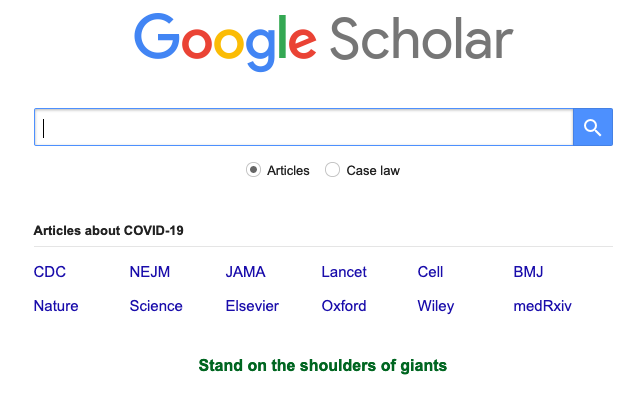 Google Scholar
Articles Case law
Articles about COVID-19
CDC NEJM JAMA Lancet Cell BMJ
Nature Science Elsevier Oxford Wiley medRxiv
Stand on the shoulders of giants